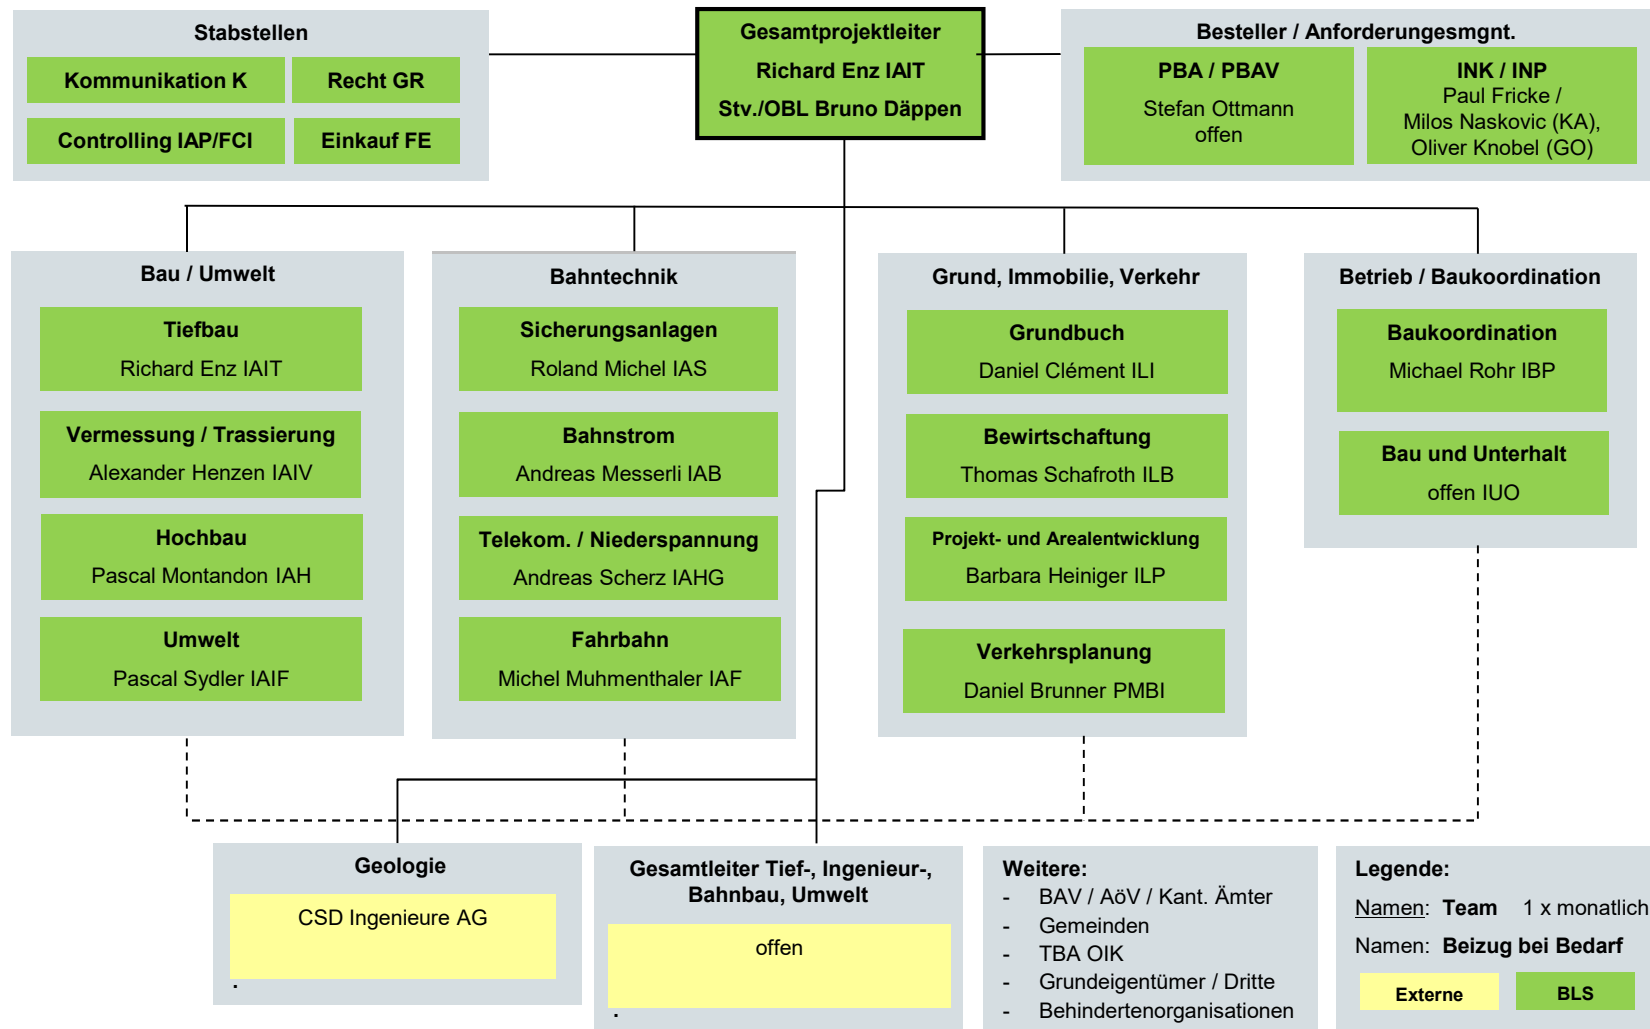 Stabstellen
Kommunikation K
Recht GR
Controlling IAP/FCI
Einkauf FE
Gesamtprojektleiter
Richard Enz IAIT
Stv./OBL Bruno Däppen
Besteller / Anforderungesmgnt.
PBA / PBAV
Stefan Ottmann
offen
INK / INP
Paul Fricke /
Milos Naskovic (KA),
Oliver Knobel (GO)
Bau / Umwelt
Tiefbau
Richard Enz IAIT
Vermessung / Trassierung
Alexander Henzen IAIV
Hochbau
Pascal Montandon IAH
Umwelt
Pascal Sydler IAIF
Bahntechnik
Sicherungsanlagen
Roland Michel IAS
Bahnstrom
Andreas Messerli IAB
Telekom. / Niederspannung
Andreas Scherz IAHG
Fahrbahn
Michel Muhmenthaler IAF
Grund, Immobilie, Verkehr
Grundbuch
Daniel Clément ILI
Bewirtschaftung
Thomas Schafroth ILB
Projekt- und Arealentwicklung
Barbara Heiniger ILP
Verkehrsplanung
Daniel Brunner PMBI
Betrieb / Baukoordination
Baukoordination
Michael Rohr IBP
Bau und Unterhalt
offen IUO
Geologie
CSD Ingenieure AG
.
Gesamtleiter Tief-, Ingenieur-,
Bahnbau, Umwelt
offen
.
Weitere:
- BAV / AöV / Kant. Ämter
- Gemeinden
- TBA OIK
- Grundeigentümer / Dritte
- Behindertenorganisationen
Legende:
Namen: Team 1 x monatlich
Namen: Beizug bei Bedarf
Externe
BLS